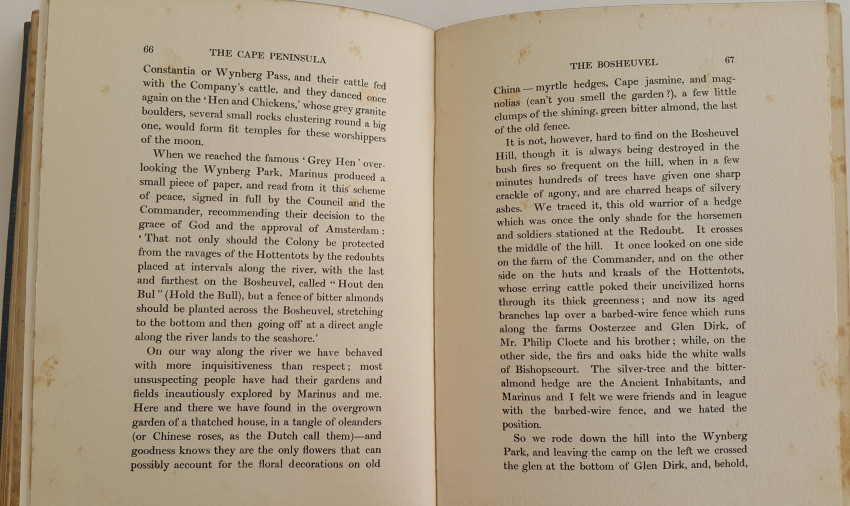 66
THE CAPE PENINSULA
Constantia or Wynberg Pass, and their cattle fed
with the Company's cattle, and they danced once
again on the 'Hen and Chickens,' whose grey granite
boulders, several small rocks clustering round a big
one, would form fit temples for these worshippers
of the moon.
When we reached the famous 'Grey Hen' over-
looking the Wynberg Park, Marinus produced a
small piece of paper, and read from it this scheme
of peace, signed in full by the Council and the
Commander, recommending their decision to the
grace of God and the approval of Amsterdam:
'That not only should the Colony be protected
from the ravages of the Hottentots by the redoubts
placed at intervals along the river, with the last
and farthest on the Bosheuvel, called "Hout den
Bul" (Hold the Bull), but a fence of bitter almonds
should be planted across the Bosheuvel, stretching
to the bottom and then going off at a direct angle
along the river lands to the seashore.'
On our way along the river we have behaved
with more inquisitiveness than respect; most
unsuspecting people have had their gardens and
fields incautiously explored by Marinus and me.
Here and there we have found in the overgrown
garden of a thatched house, in a tangle of oleanders
(or Chinese roses, as the Dutch call them)—and
goodness knows they are the only flowers that can
possibly account for the floral decorations on old
THE BOSHEUVEL
67
China—myrtle hedges, Cape jasmine, and mag-
nolias (can't you smell the garden?), a few little
clumps of the shining, green bitter almond, the last
of the old fence.
It is not, however, hard to find on the Bosheuvel
Hill, though it is always being destroyed in the
bush fires so frequent on the hill, when in a few
minutes hundreds of trees have given one sharp
crackle of agony, and are charred heaps of silvery
ashes. We traced it, this old warrior of a hedge
which was once the only shade for the horsemen
and soldiers stationed at the Redoubt. It crosses
the middle of the hill. It once looked on one side
on the farm of the Commander, and on the other
side on the huts and kraals of the Hottentots,
whose erring cattle poked their uncivilized horns
through its thick greenness; and now its aged
branches lap over a barbed-wire fence which runs
along the farms Oosterzee and Glen Dirk, of
Mr. Philip Cloete and his brother; while, on the
other side, the firs and oaks hide the white walls
of Bishopscourt. The silver-tree and the bitter-
almond hedge are the Ancient Inhabitants, and
Marinus and I felt we were friends and in league
with the barbed-wire fence, and we hated the
position.
So we rode down the hill into the Wynberg
Park, and leaving the camp on the left we crossed
the glen at the bottom of Glen Dirk, and, behold,